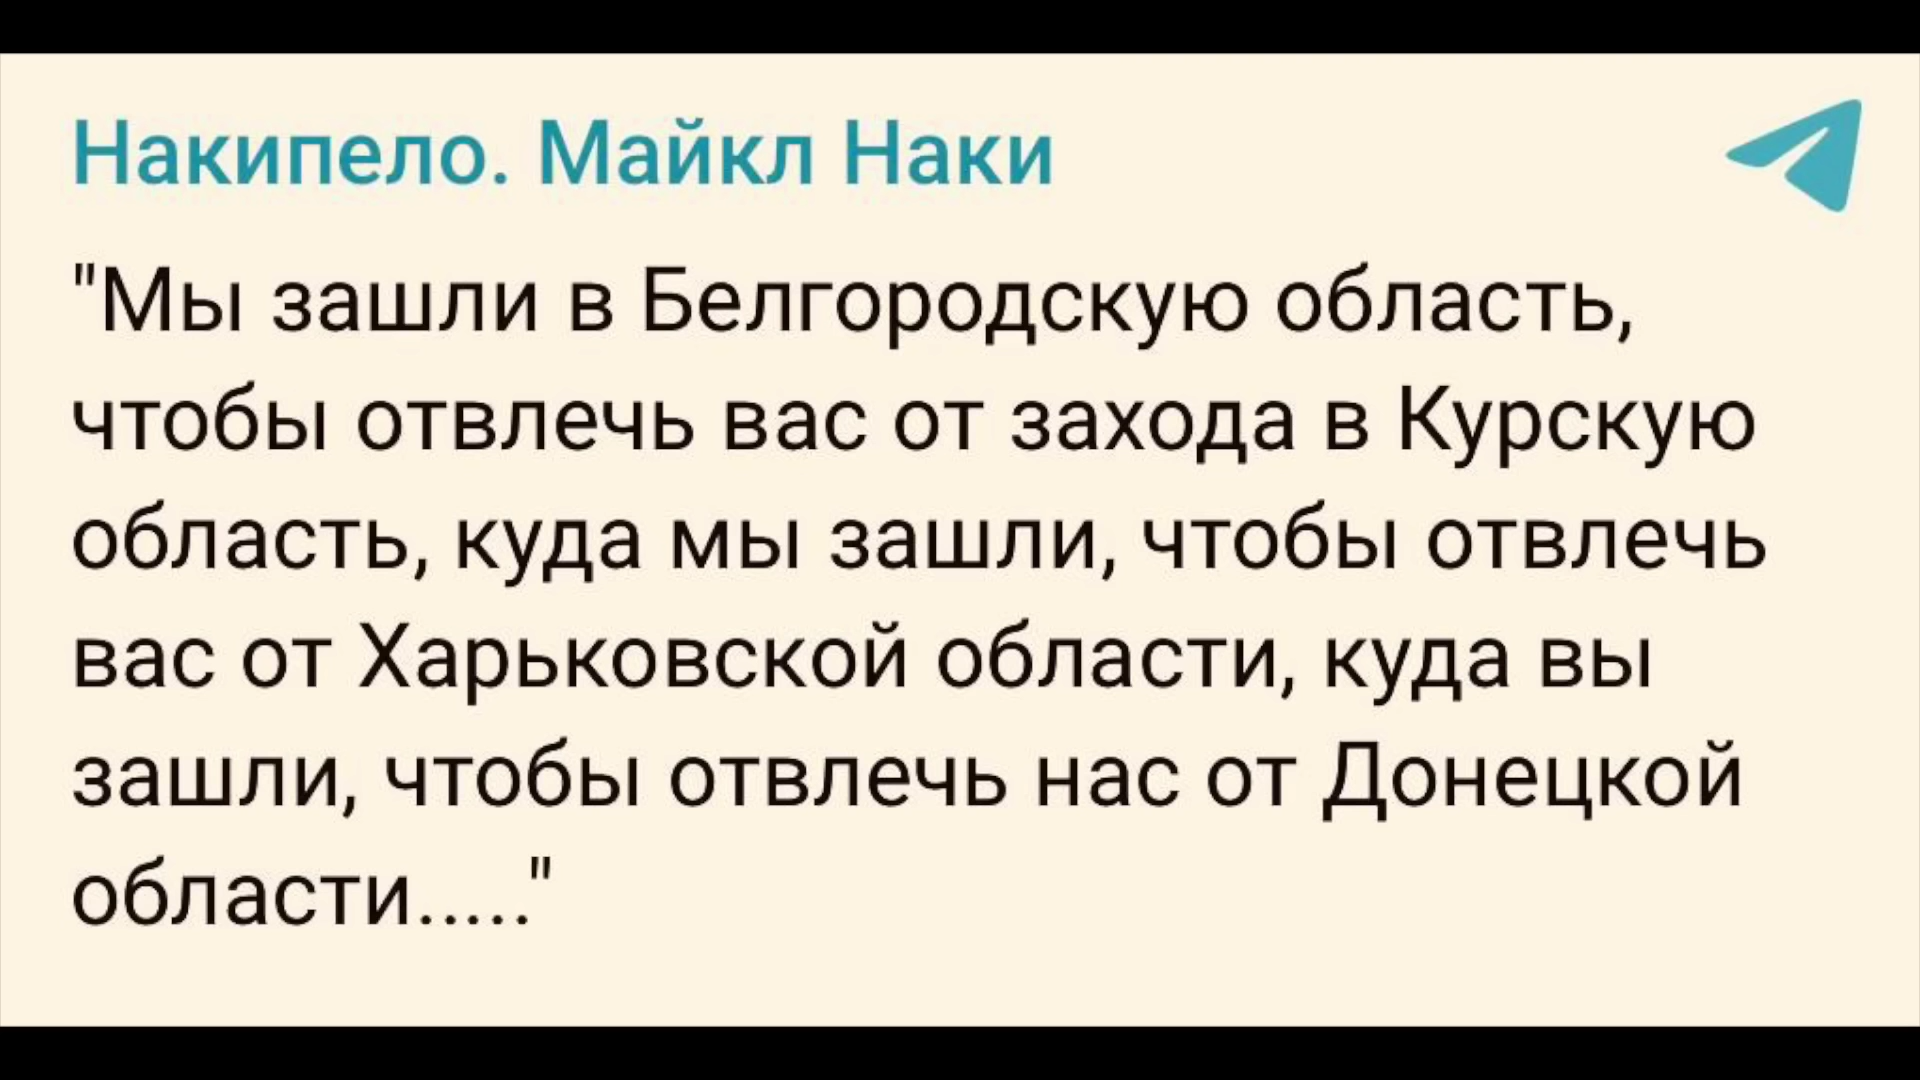 Накипело. Майкл Наки
"Мы зашли в Белгородскую область,
чтобы отвлечь вас от захода в Курскую
область, куда мы зашли, чтобы отвлечь
вас от Харьковской области, куда вы
зашли, чтобы отвлечь нас от Донецкой
области....."